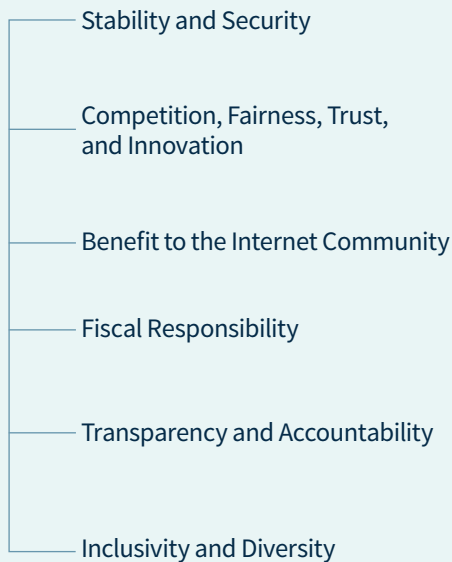 Stability and Security
Competition, Fairness, Trust,
and Innovation
Benefit to the Internet Community
Fiscal Responsibility
Transparency and Accountability
Inclusivity and Diversity